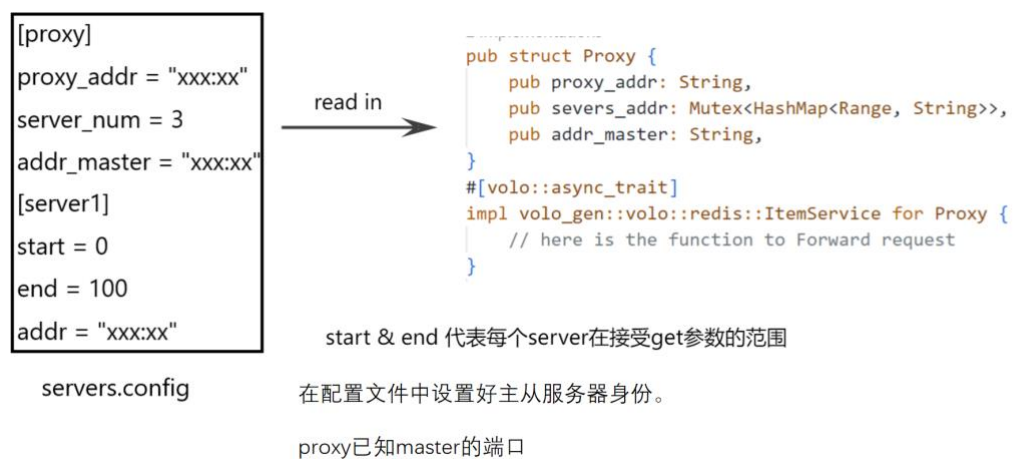 [proxy]
proxy_addr = "xxx:xx"
server_num = 3
addr_master = "xxx:xx"
[server1]
start = 0
end = 100
addr = "xxx:xx"
servers.config
read in
pub struct Proxy {
pub proxy_addr: String,
pub severs_addr: Mutex<HashMap<Range, String>>,
pub addr_master: String,
}
#[volo::async_trait]
impl volo_gen::volo::redis::ItemService for Proxy {
// here is the function to Forward request
}
start & end 代表每个server在接受get参数的范围
在配置文件中设置好主从服务器身份。
proxy已知master的端口